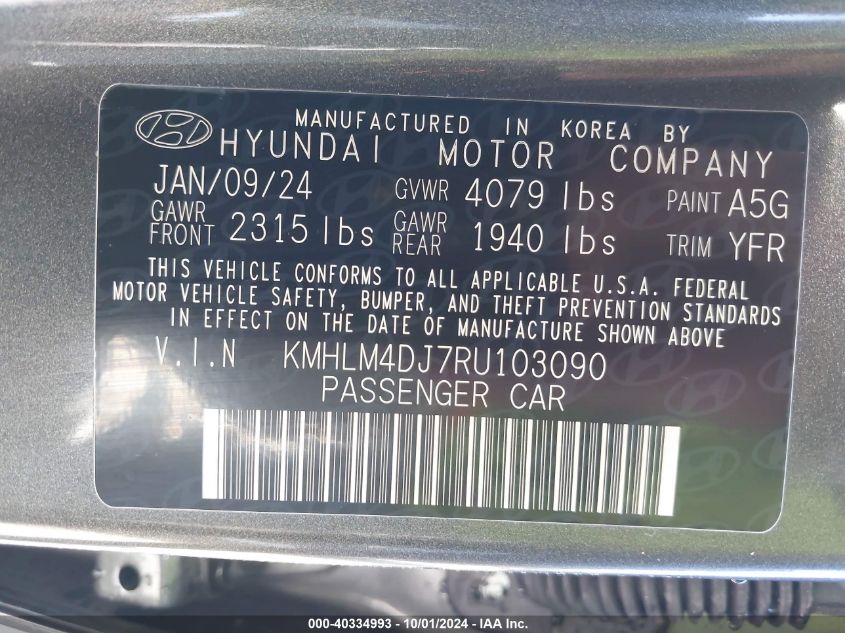 MANUFACTURED IN KOREA BY
HYUNDAI MOTOR COMPANY
JAN/09/24 GVWR 4079 lbs PAINT A5G
GAWR FRONT 2315 lbs GAWR REAR 1940 lbs TRIM YFR
THIS VEHICLE CONFORMS TO ALL APPLICABLE U.S.A. FEDERAL
MOTOR VEHICLE SAFETY, BUMPER, AND THEFT PREVENTION STANDARDS
IN EFFECT ON THE DATE OF MANUFACTURE SHOWN ABOVE
V.I.N KMHLM4DJ7RU103090
PASSENGER CAR
000-40334993 - 10/01/2024 - IAA Inc.